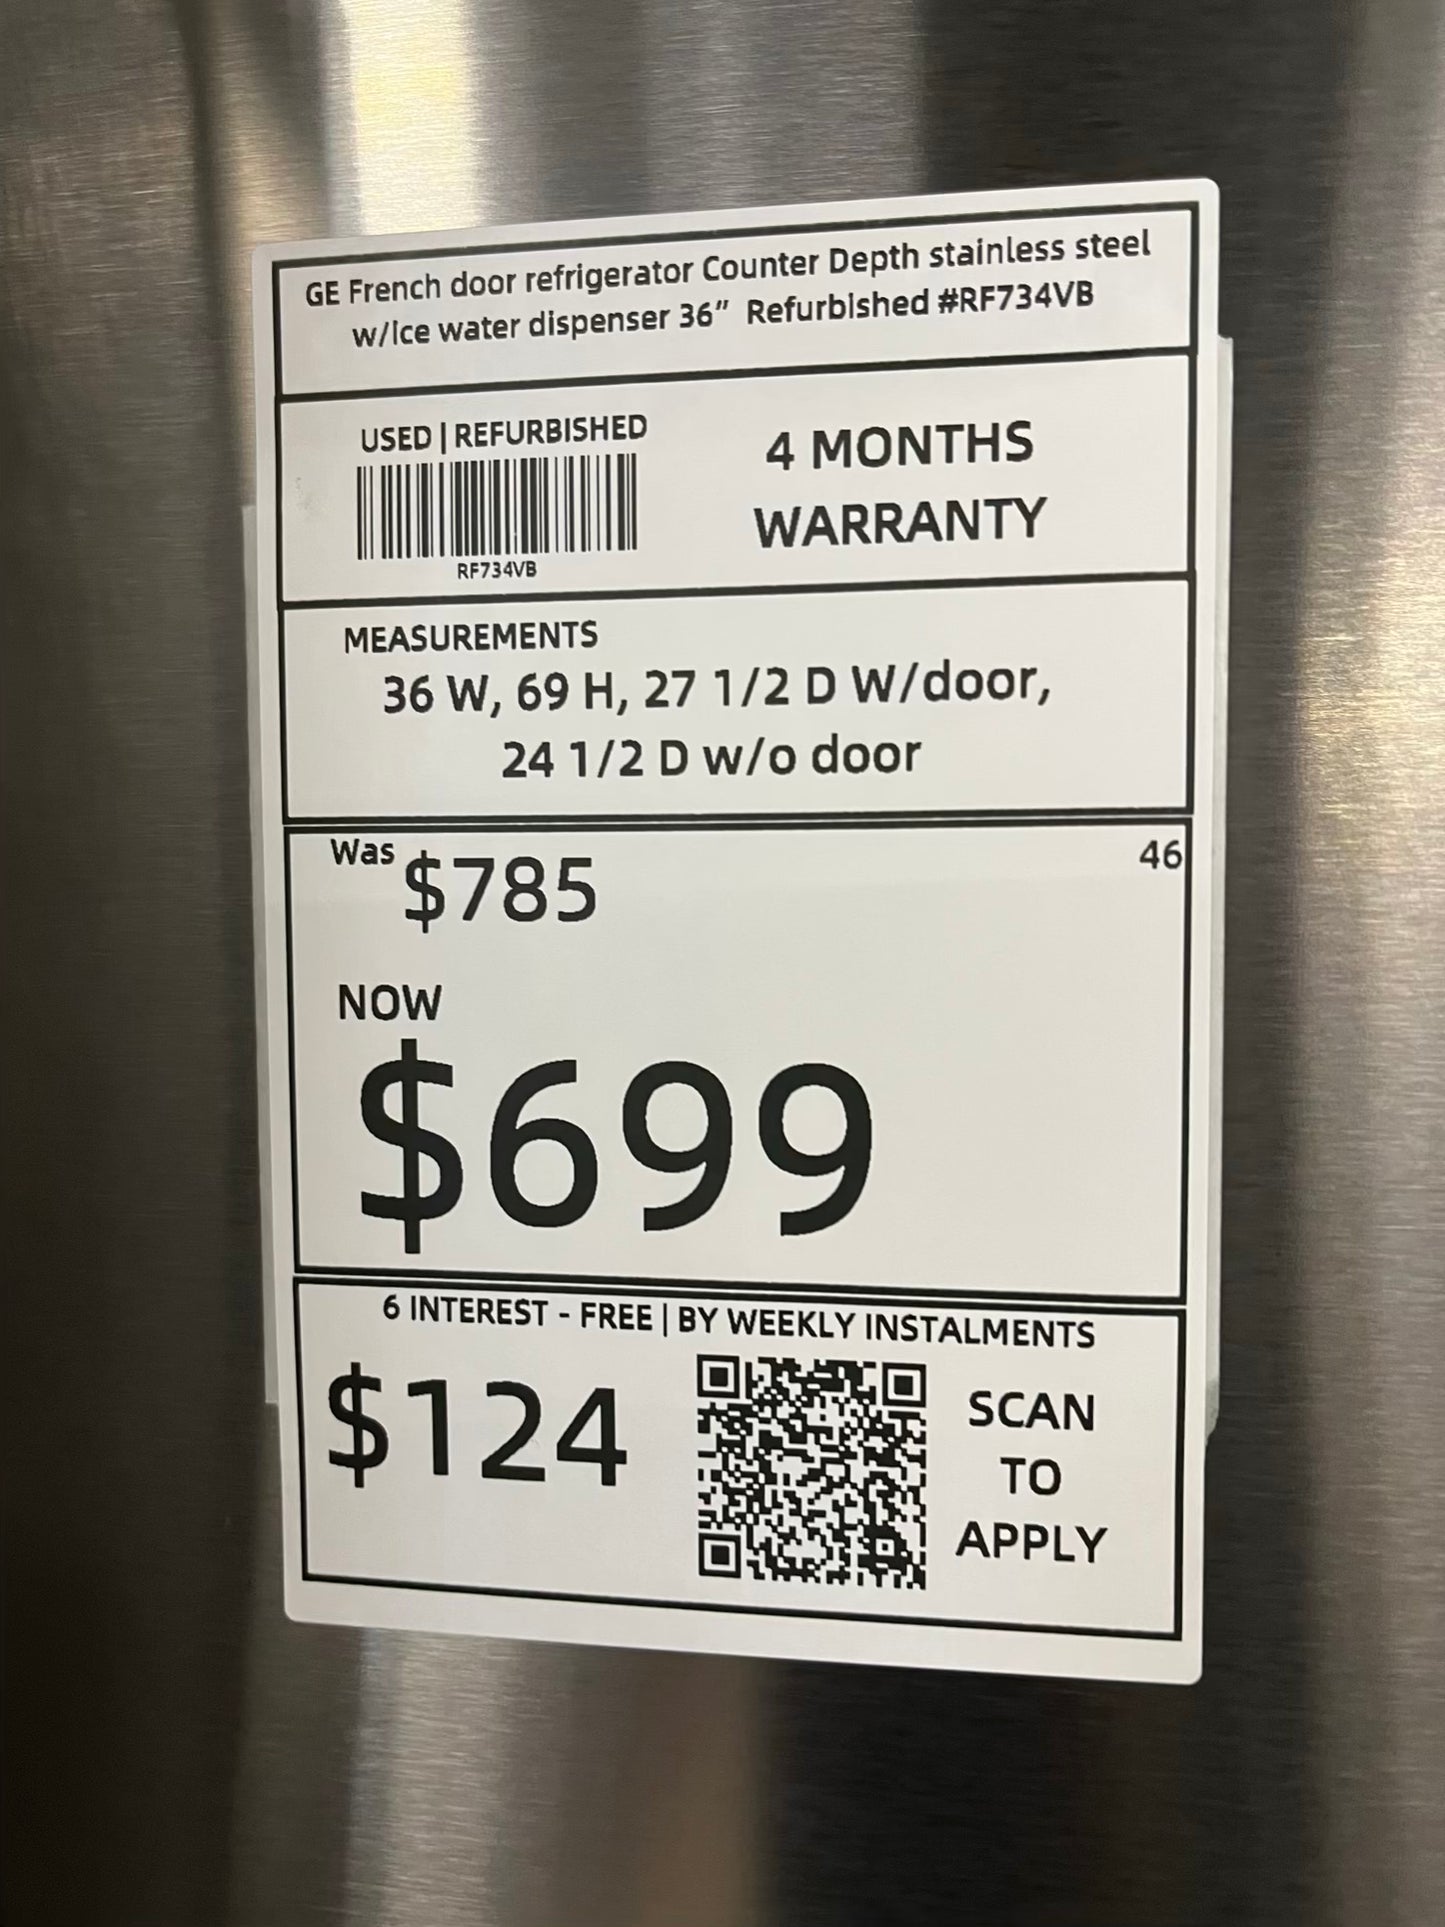 GE French door refrigerator Counter Depth stainless steel
w/Ice water dispenser 36” Refurbished #RF734VB
USED | REFURBISHED
RF734VB
4 MONTHS
WARRANTY
MEASUREMENTS
36 W, 69 H, 27 1/2 D W/door,
24 1/2 D w/o door
Was $785
46
NOW
$699
6 INTEREST - FREE | BY WEEKLY INSTALMENTS
$124
SCAN
TO
APPLY